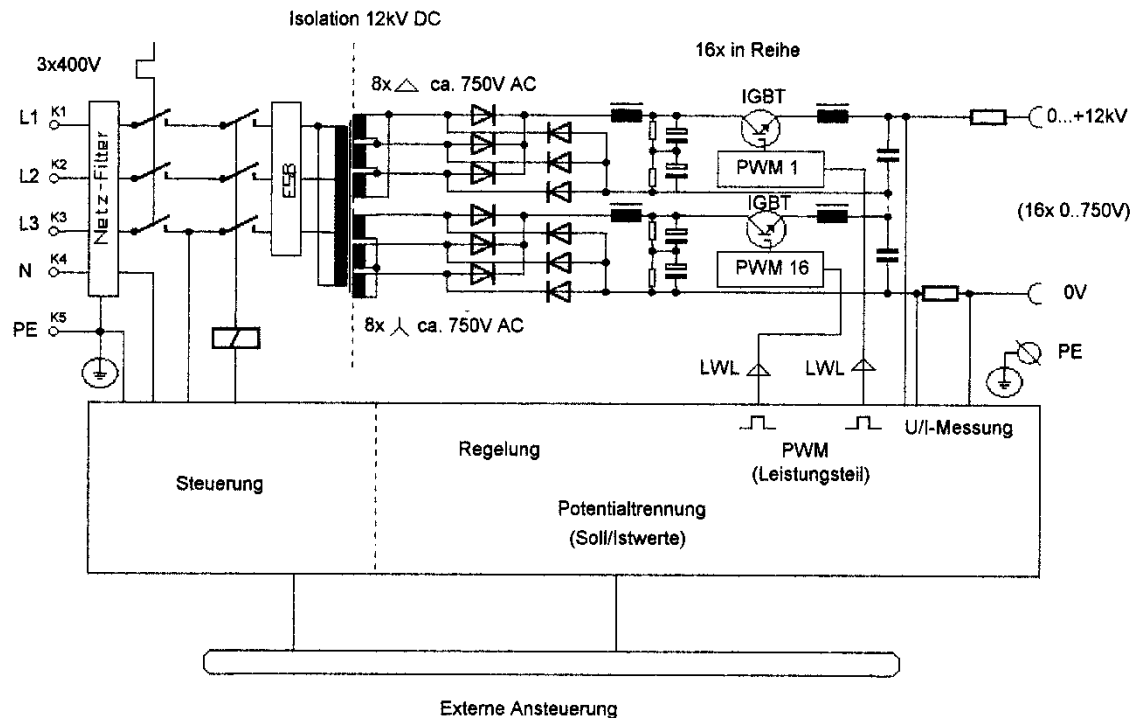 Isolation 12kV DC
3x400V
16x in Reihe
8x ca. 750V AC
L1 K1
L2 K2
L3 K3
N K4
PE K5
Netz-Filter
ESB
IGBT
PWM 1
0...+12kV
IGBT
PWM 16
(16x 0..750V)
0V
8x ca. 750V AC
LWL
LWL
PE
U/I-Messung
Regelung
PWM
(Leistungsteil)
Steuerung
Potentialtrennung
(Soll/Istwerte)
Externe Ansteuerung